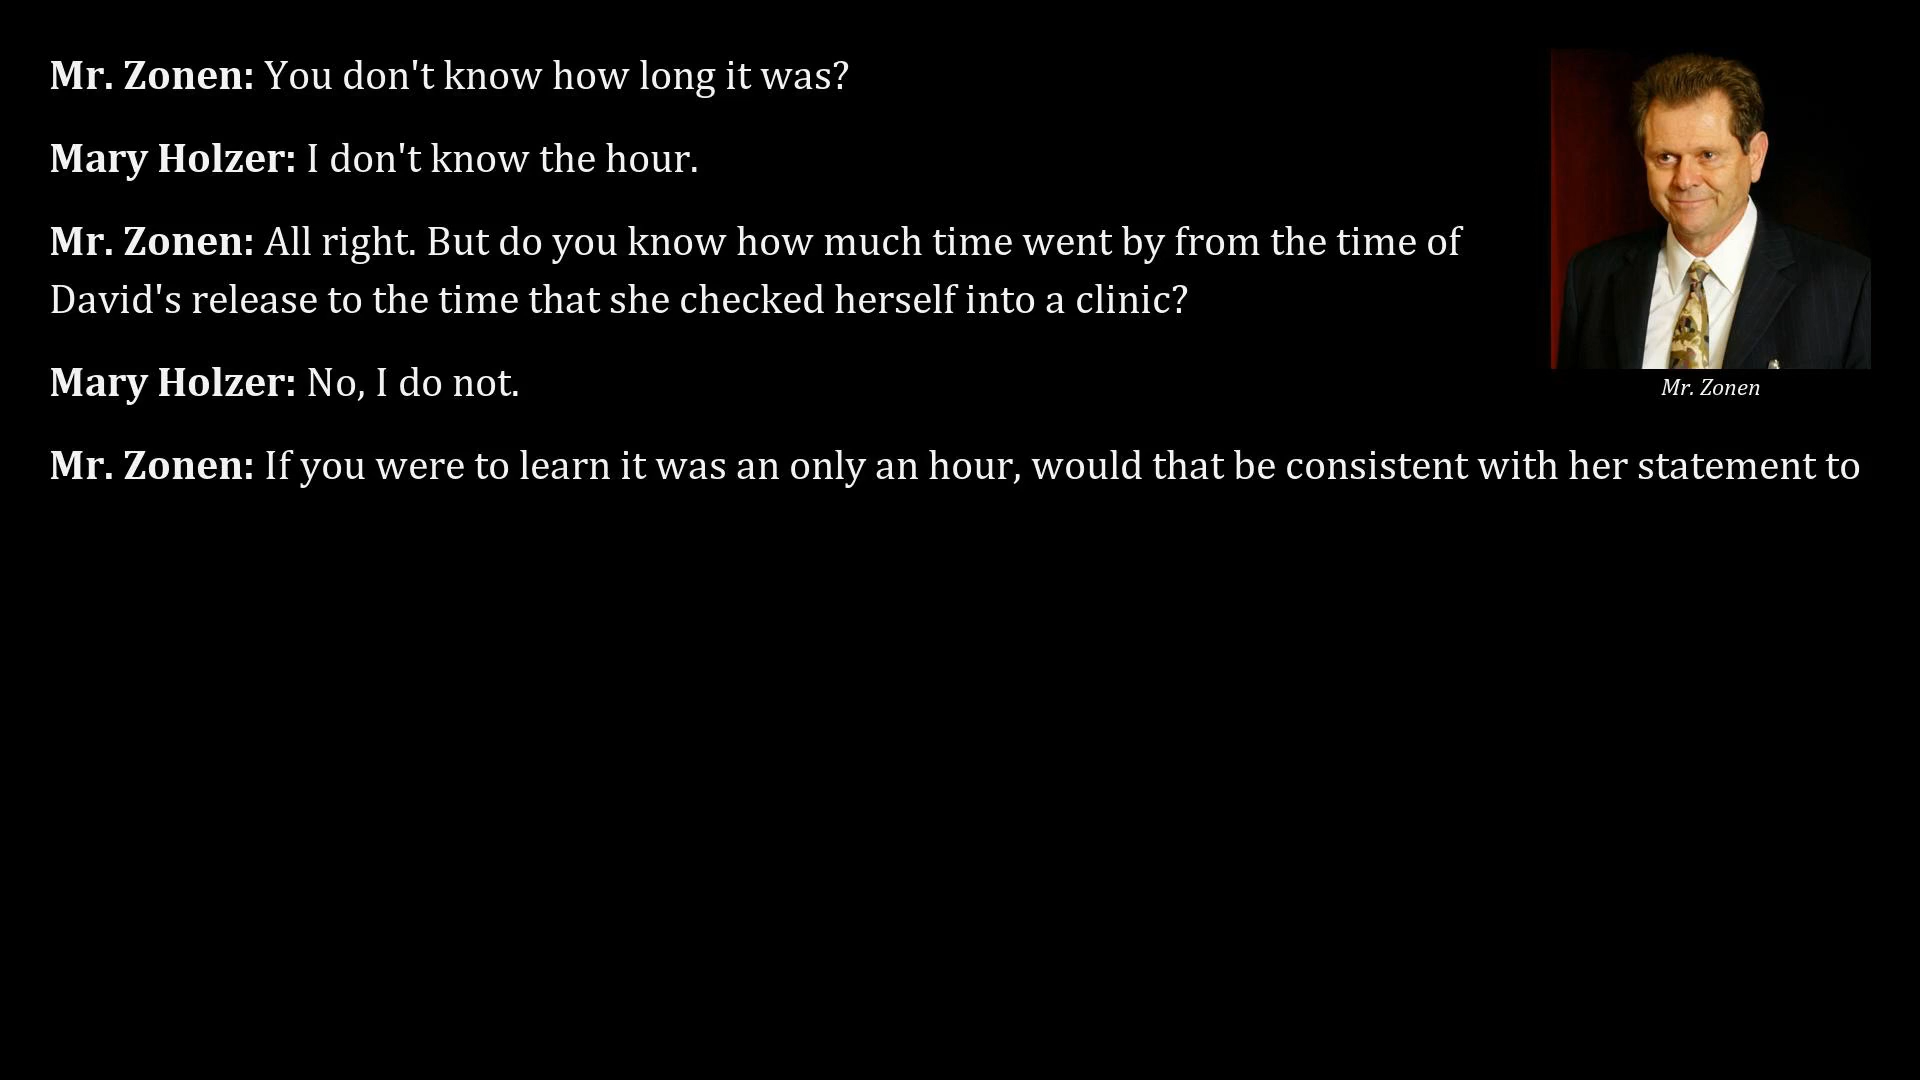 Mr. Zonen: You don't know how long it was?
Mary Holzer: I don't know the hour.
Mr. Zonen: All right. But do you know how much time went by from the time of
David's release to the time that she checked herself into a clinic?
Mary Holzer: No, I do not.
Mr. Zonen: If you were to learn it was an only an hour, would that be consistent with her statement to
Mr. Zonen